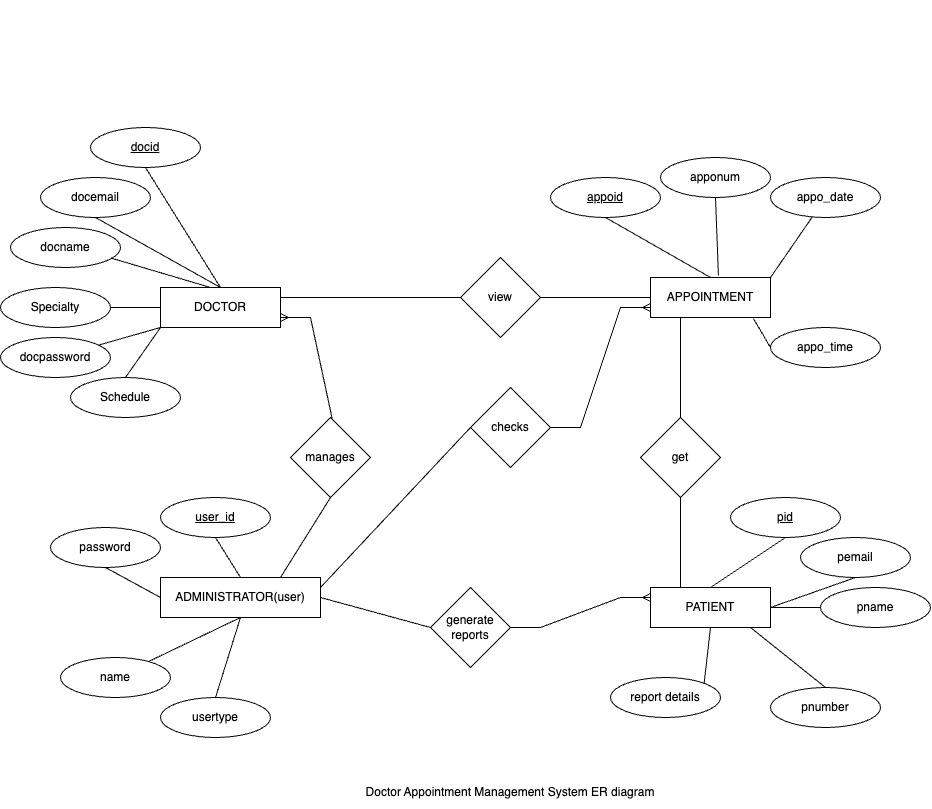 docid
docemail
docname
Specialty
docpassword
Schedule
DOCTOR
view
appoid
apponum
appo_date
APPOINTMENT
appo_time
manages
checks
get
user_id
password
ADMINISTRATOR(user)
name
usertype
generate
reports
pid
pemail
pname
PATIENT
report details
pnumber
Doctor Appointment Management System ER diagram